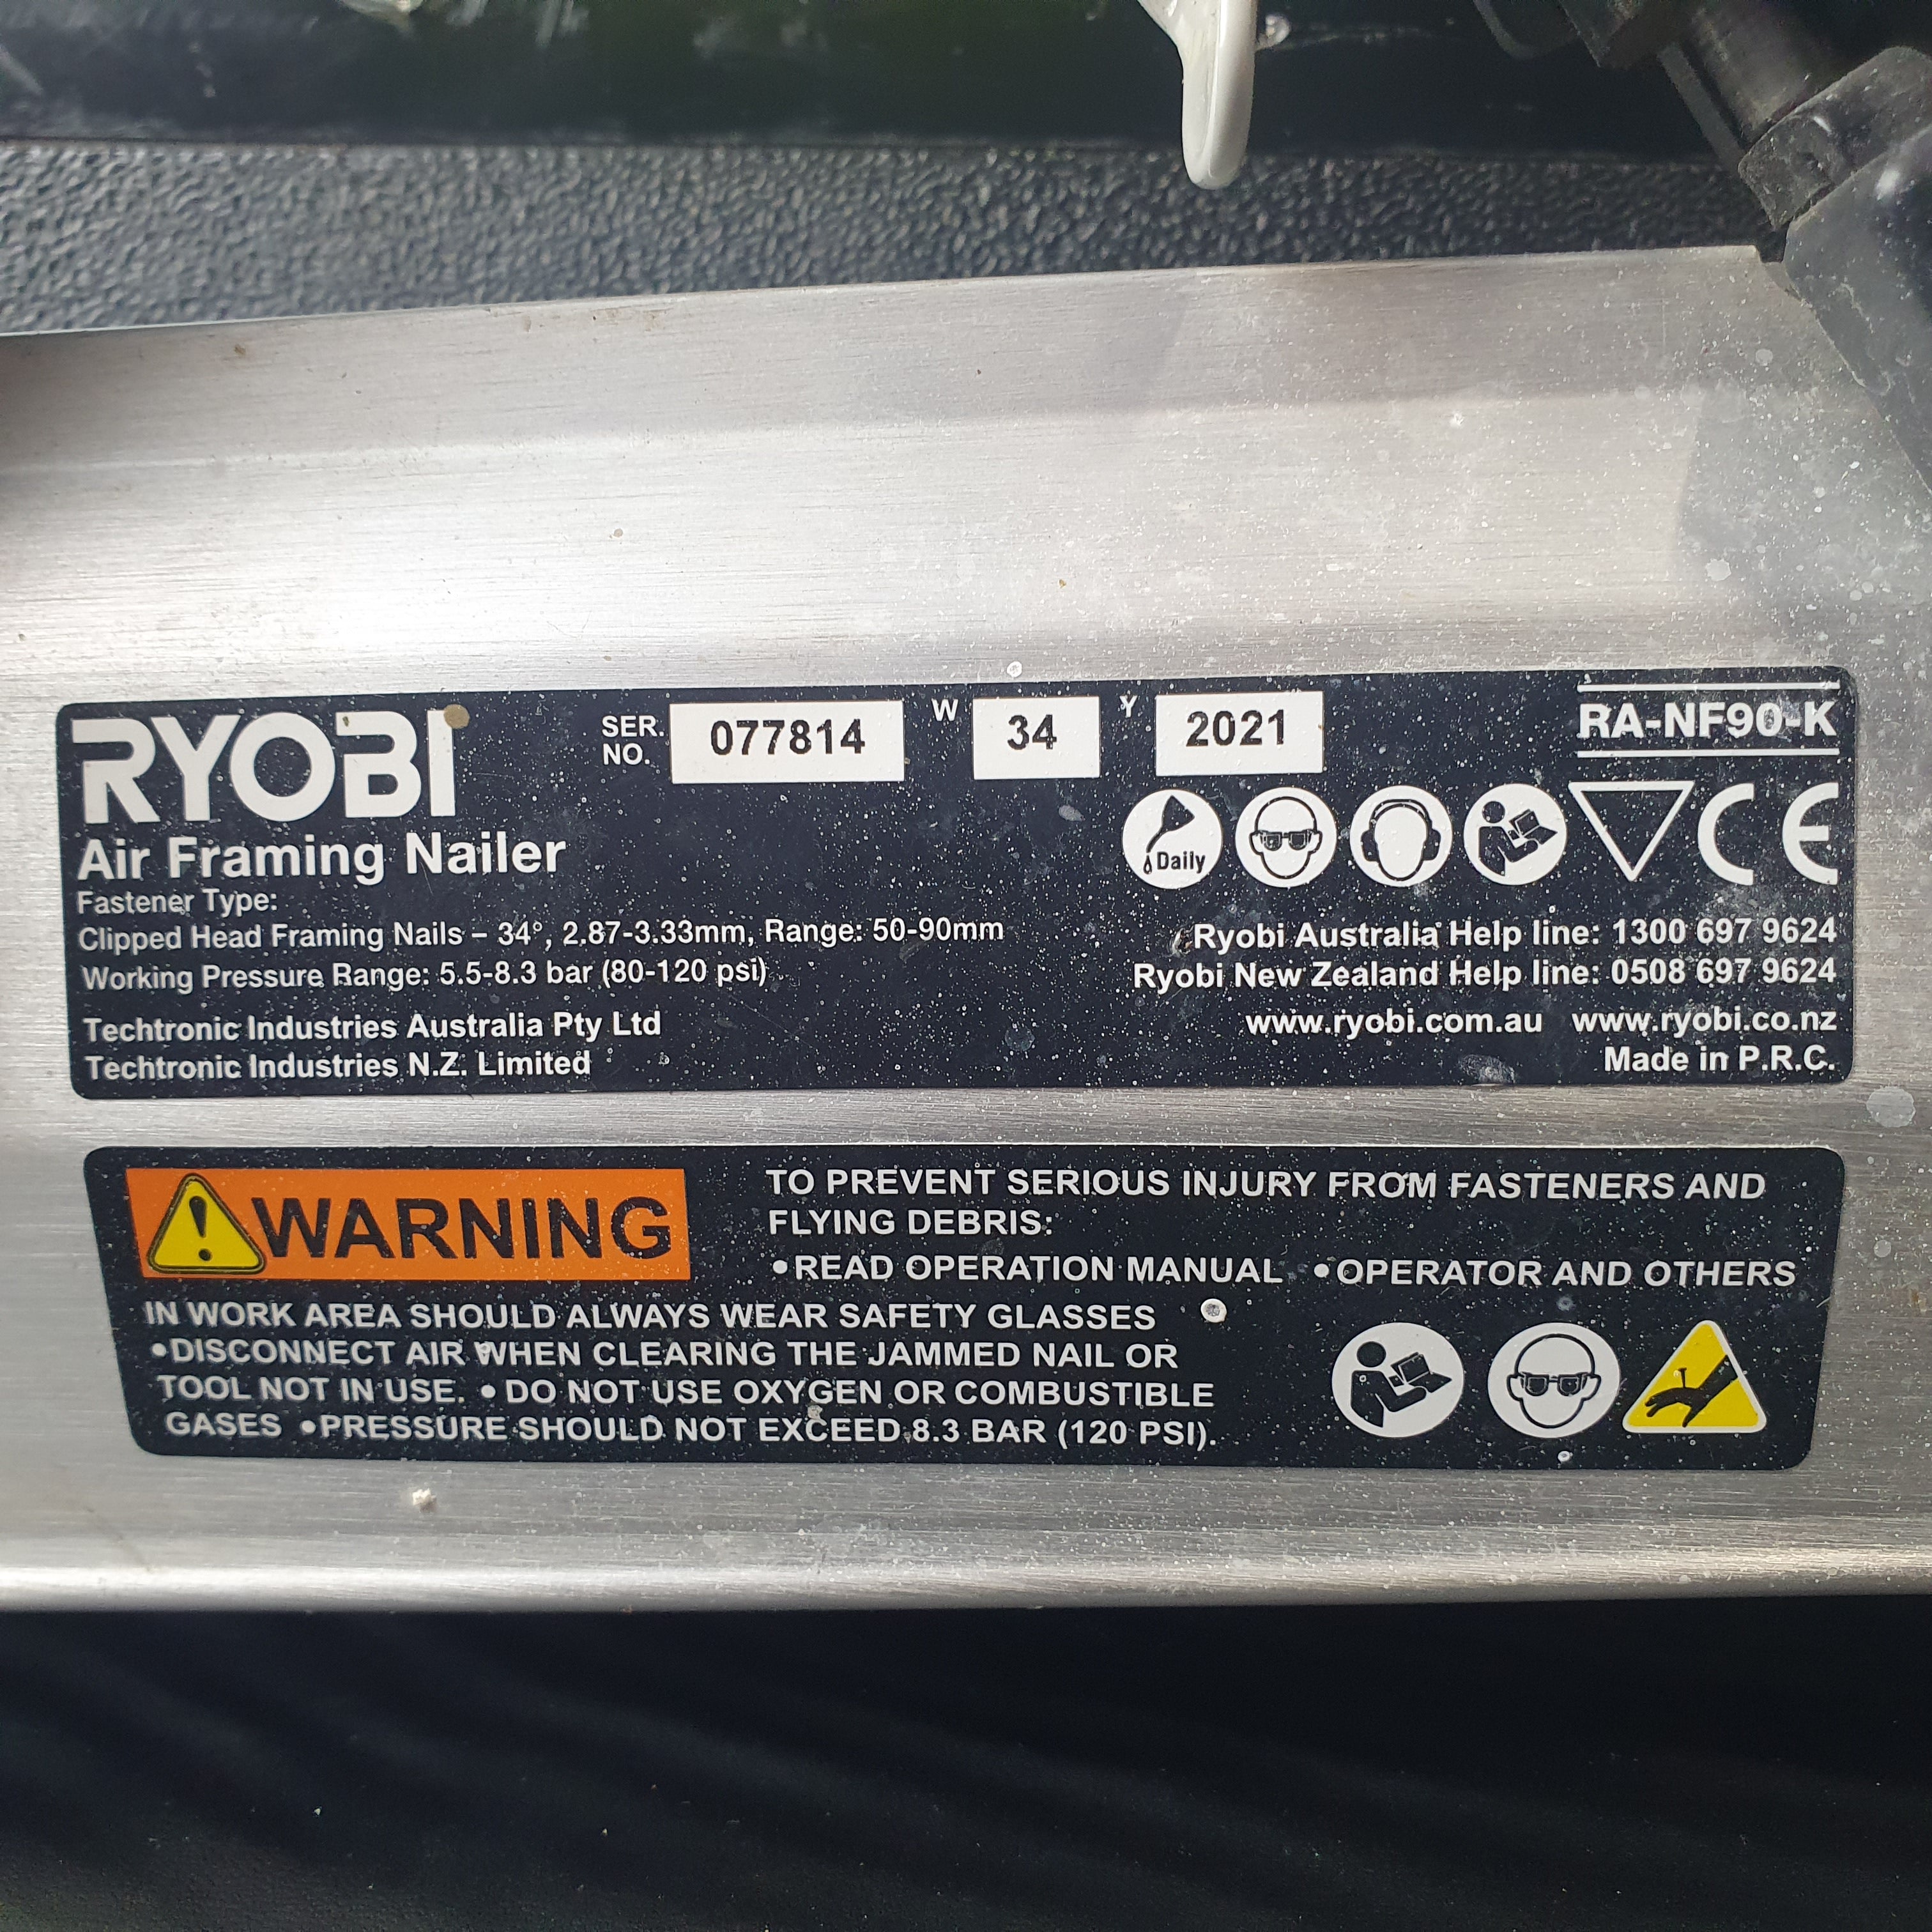 RYOBI
SER. NO. 077814 W 34 Y 2021
RA-NF90-K
Daily
CE
Air Framing Nailer
Fastener Type:
Clipped Head Framing Nails – 34°, 2.87-3.33mm, Range: 50-90mm
Working Pressure Range: 5.5-8.3 bar (80-120 psi)
Techtronic Industries Australia Pty Ltd
Techtronic Industries N.Z. Limited
Ryobi Australia Help line: 1300 697 9624
Ryobi New Zealand Help line: 0508 697 9624
www.ryobi.com.au www.ryobi.co.nz
Made in P.R.C.
WARNING
TO PREVENT SERIOUS INJURY FROM FASTENERS AND
FLYING DEBRIS:
•READ OPERATION MANUAL •OPERATOR AND OTHERS
IN WORK AREA SHOULD ALWAYS WEAR SAFETY GLASSES
•DISCONNECT AIR WHEN CLEARING THE JAMMED NAIL OR
TOOL NOT IN USE. •DO NOT USE OXYGEN OR COMBUSTIBLE
GASES •PRESSURE SHOULD NOT EXCEED 8.3 BAR (120 PSI).